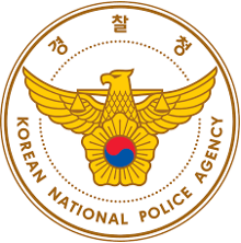 경찰청
KOREAN NATIONAL POLICE AGENCY